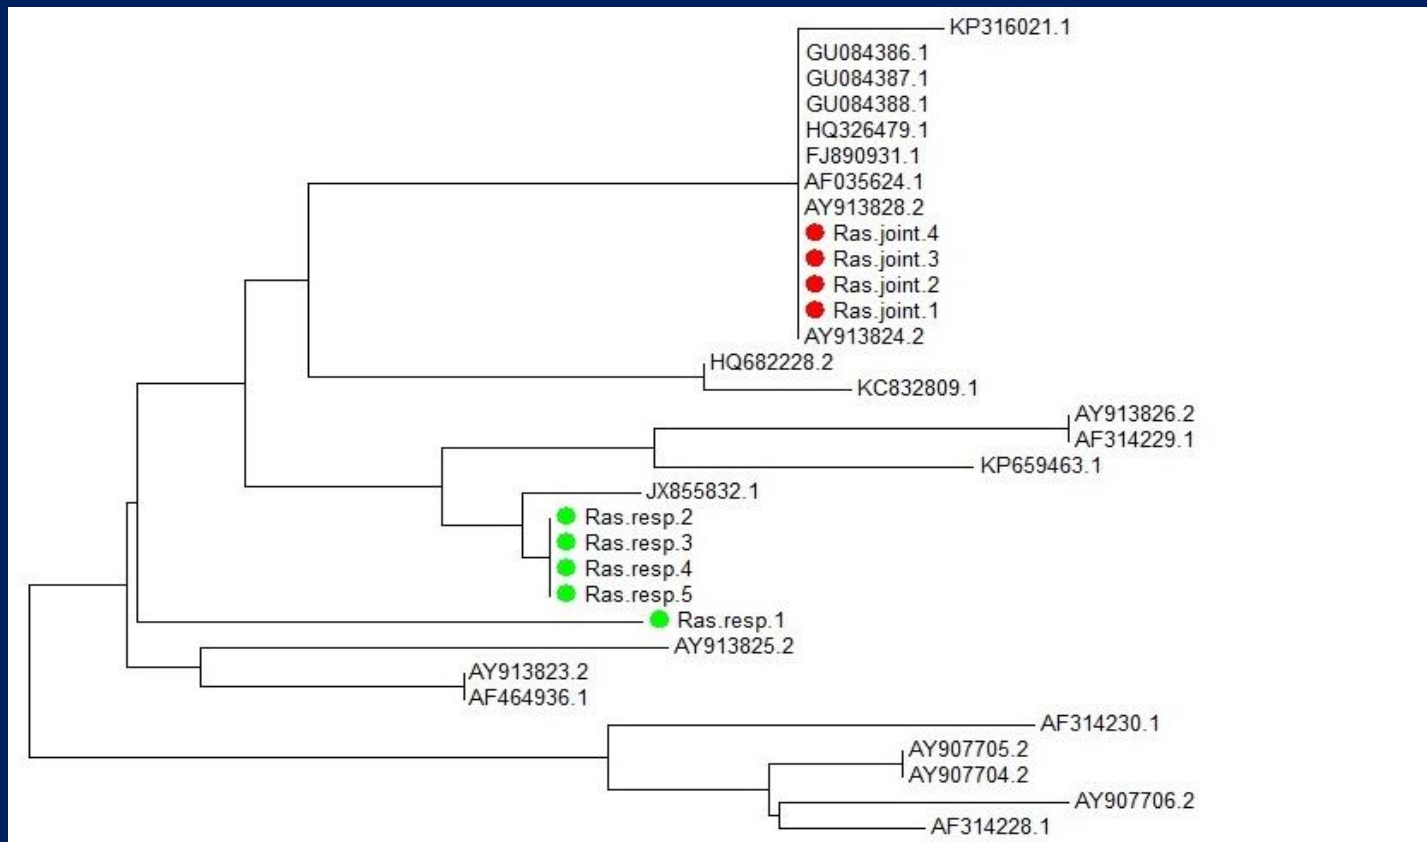 KP316021.1
GU084386.1
GU084387.1
GU084388.1
HQ326479.1
FJ890931.1
AF035624.1
AY913828.2
Ras.joint.4
Ras.joint.3
Ras.joint.2
Ras.joint.1
AY913824.2
HQ682228.2
KC832809.1
AY913826.2
AF314229.1
KP659463.1
JX855832.1
Ras.resp.2
Ras.resp.3
Ras.resp.4
Ras.resp.5
Ras.resp.1
AY913825.2
AY913823.2
AF464936.1
AF314230.1
AY907705.2
AY907704.2
AY907706.2
AF314228.1